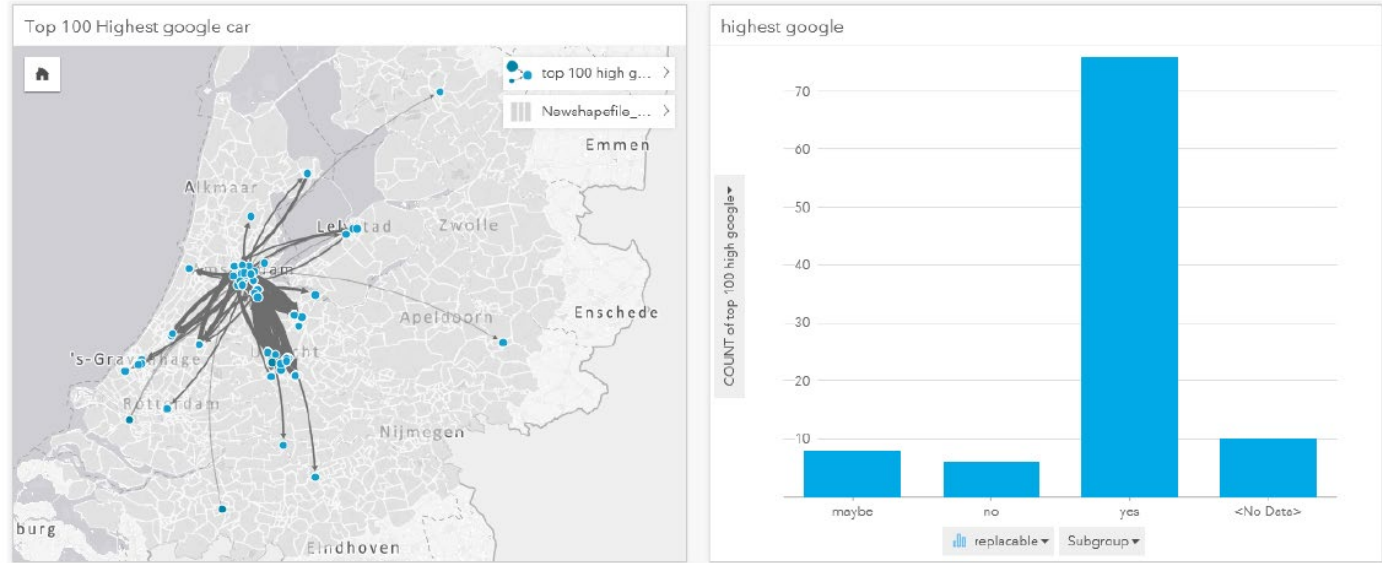 Top 100 Highest google car
top 100 high g...
Newshapefile_...
Emmen
Alkmaar
Lelystad
Zwolle
Amsterdam
Enschede
Apeldoorn
's-Gravenhage
Utrecht
Rotterdam
Nijmegen
burg
Eindhoven
highest google
COUNT of top 100 high google
70
60
50
40
30
20
10
maybe
no
yes
<No Data>
replacable
Subgroup